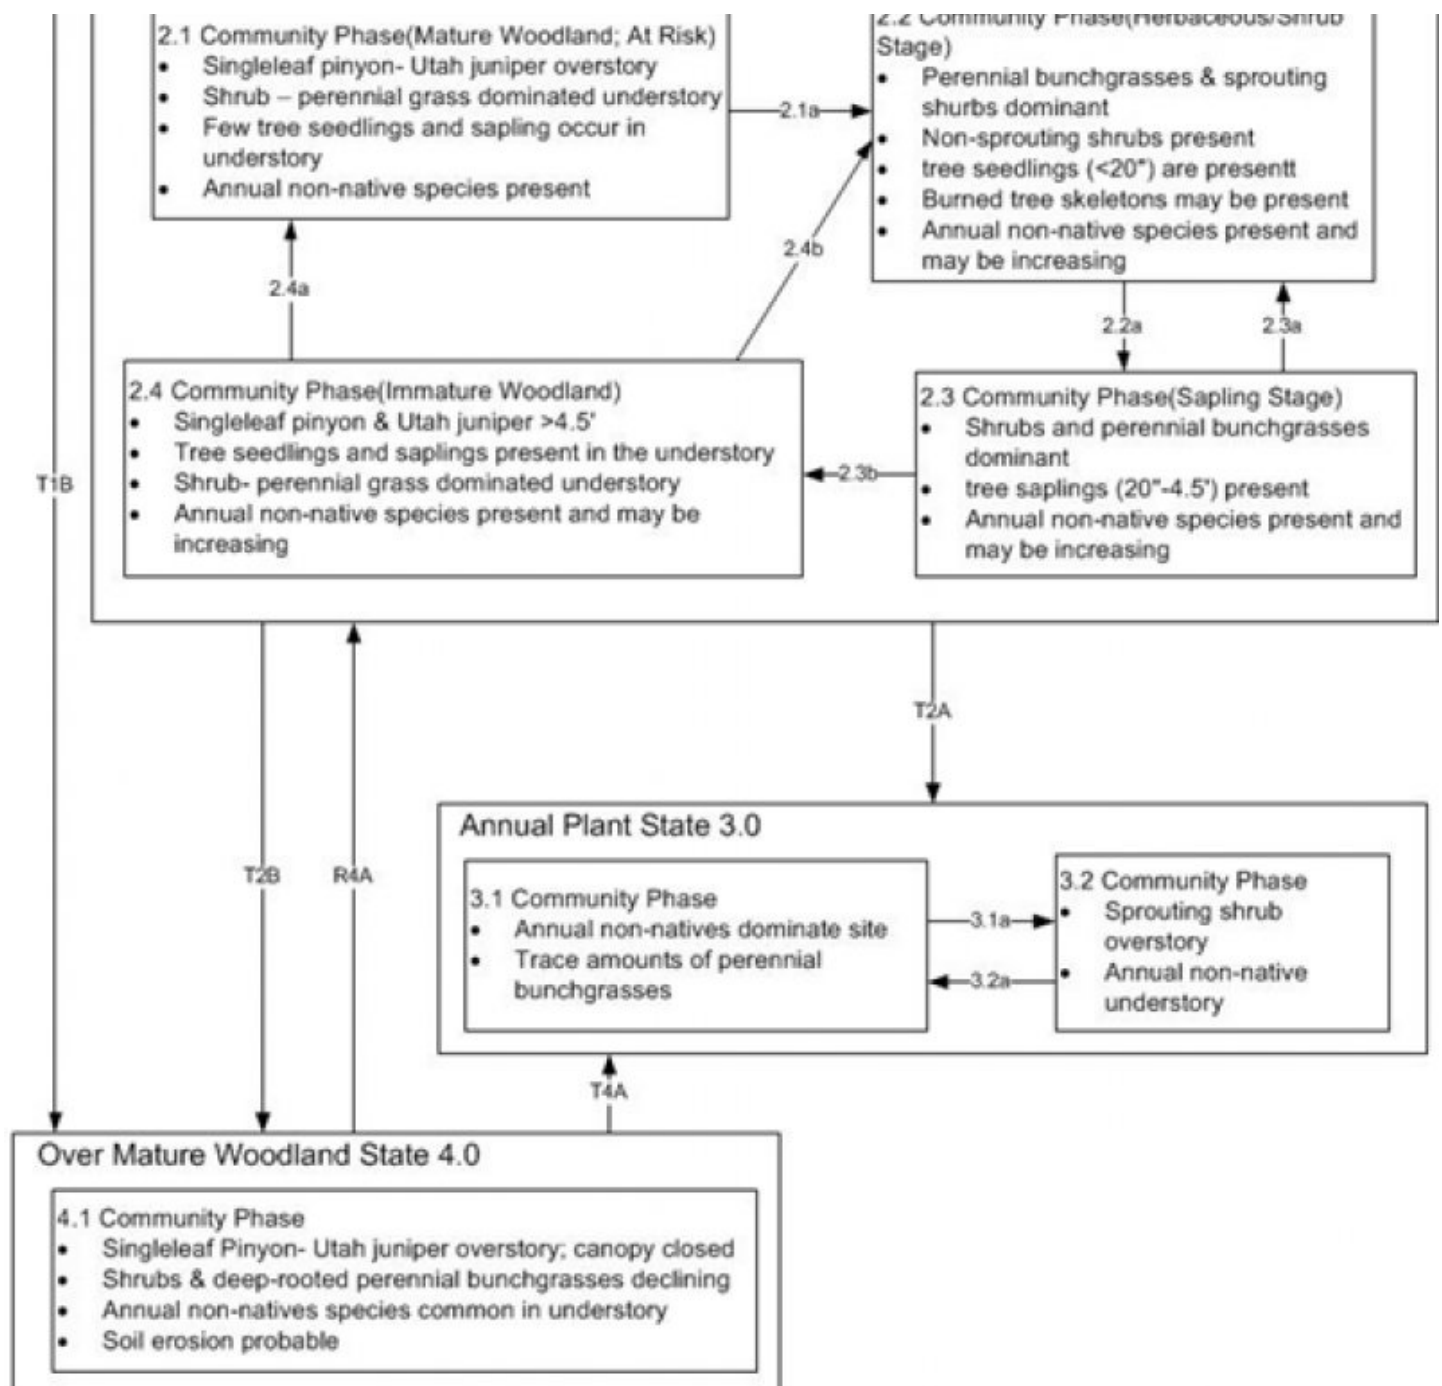 2.1 Community Phase(Mature Woodland; At Risk)
• Singleleaf pinyon- Utah juniper overstory
• Shrub – perennial grass dominated understory
• Few tree seedlings and sapling occur in
understory
• Annual non-native species present
2.1a
2.2 Community Phase(Herbaceous/Shrub
Stage)
• Perennial bunchgrasses & sprouting
shurbs dominant
• Non-sprouting shrubs present
• tree seedlings (<20") are presentt
• Burned tree skeletons may be present
• Annual non-native species present and
may be increasing
2.4a
2.4b
2.2a
2.3a
2.4 Community Phase(Immature Woodland)
• Singleleaf pinyon & Utah juniper >4.5'
• Tree seedlings and saplings present in the understory
• Shrub- perennial grass dominated understory
• Annual non-native species present and may be
increasing
2.3b
2.3 Community Phase(Sapling Stage)
• Shrubs and perennial bunchgrasses
dominant
• tree saplings (20"-4.5') present
• Annual non-native species present and
may be increasing
T1B
T2A
T2B
R4A
Annual Plant State 3.0
3.1 Community Phase
• Annual non-natives dominate site
• Trace amounts of perennial
bunchgrasses
3.1a
3.2a
3.2 Community Phase
• Sprouting shrub
overstory
• Annual non-native
understory
T4A
Over Mature Woodland State 4.0
4.1 Community Phase
• Singleleaf Pinyon- Utah juniper overstory; canopy closed
• Shrubs & deep-rooted perennial bunchgrasses declining
• Annual non-natives species common in understory
• Soil erosion probable